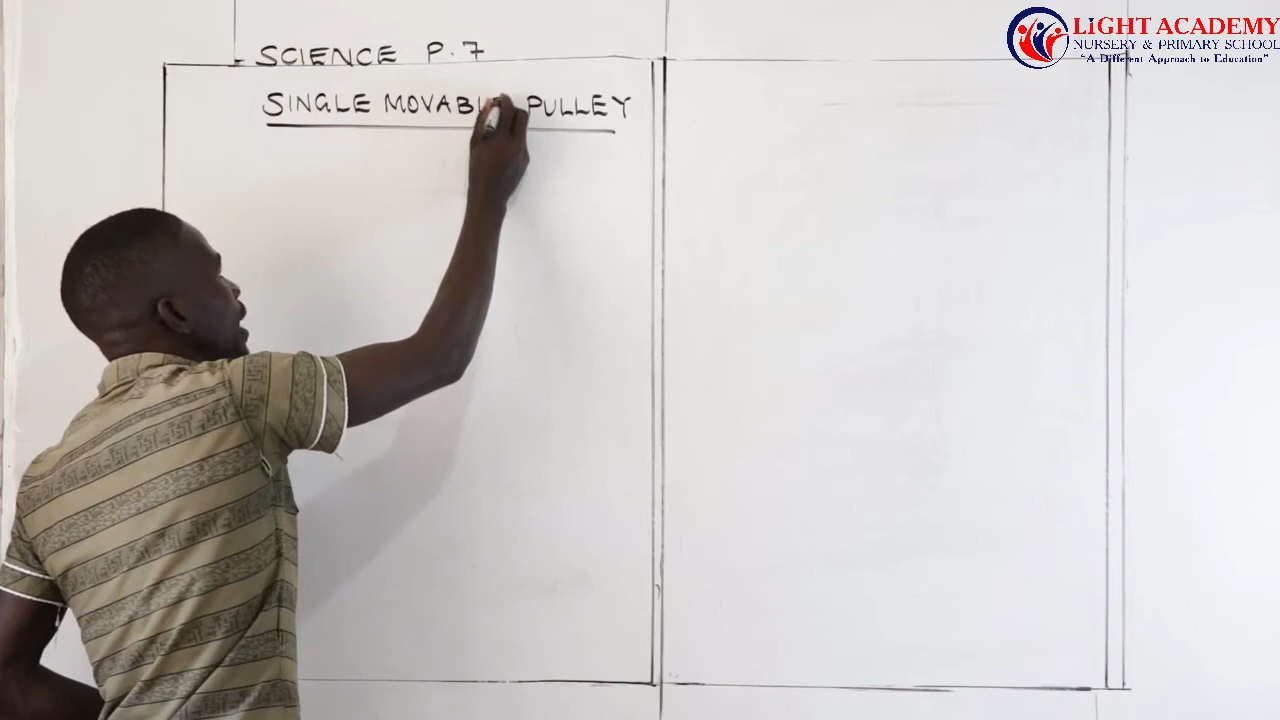 SCIENCE P.7
SINGLE MOVABLE PULLEY
LiGHT ACADEMY
NURSERY & PRIMARY SCHOOL
"A Different Approach to Education"